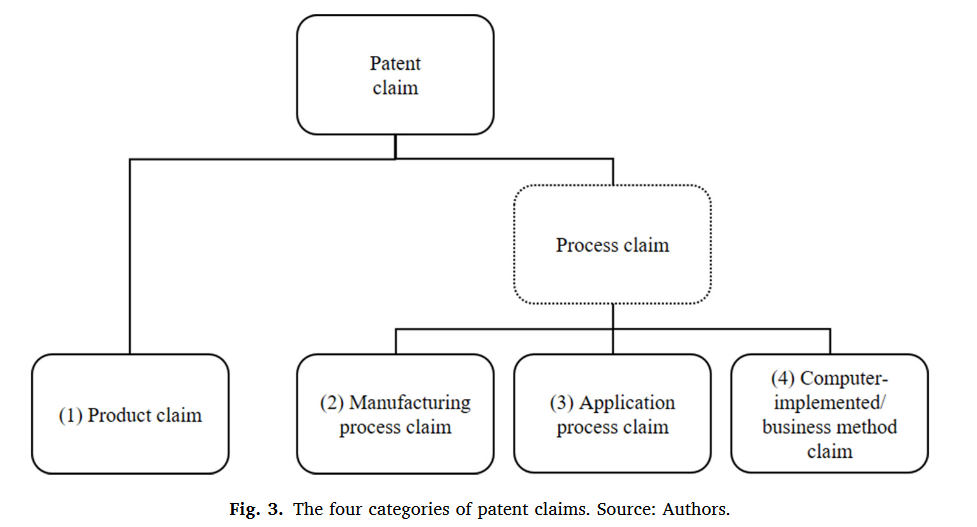 Patent
claim
Process claim
(1) Product claim
(2) Manufacturing
process claim
(3) Application
process claim
(4) Computer-
implemented/
business method
claim
Fig. 3. The four categories of patent claims. Source: Authors.